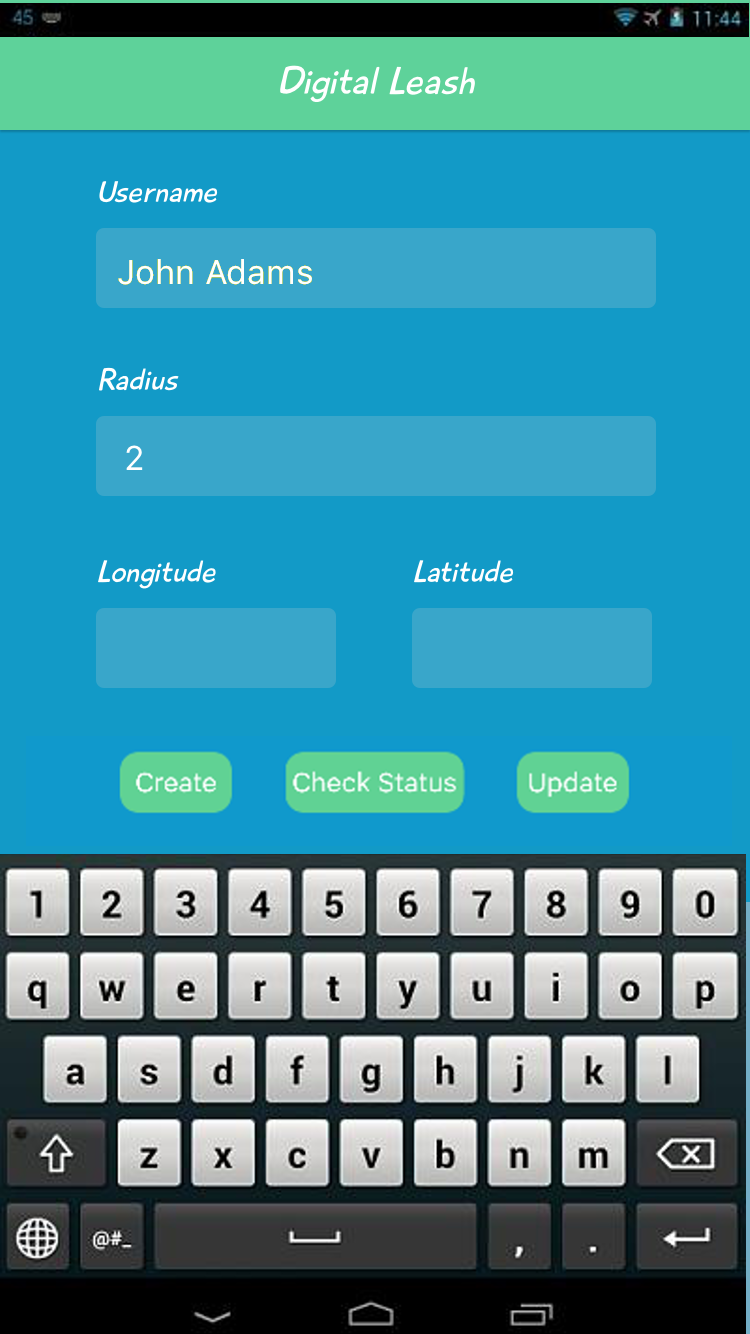 45 11:44
Digital Leash
Username
John Adams
Radius
2
Longitude Latitude
Create Check Status Update
1 2 3 4 5 6 7 8 9 0
q w e r t y u i o p
a s d f g h j k l
z x c v b n m
@#_ , .